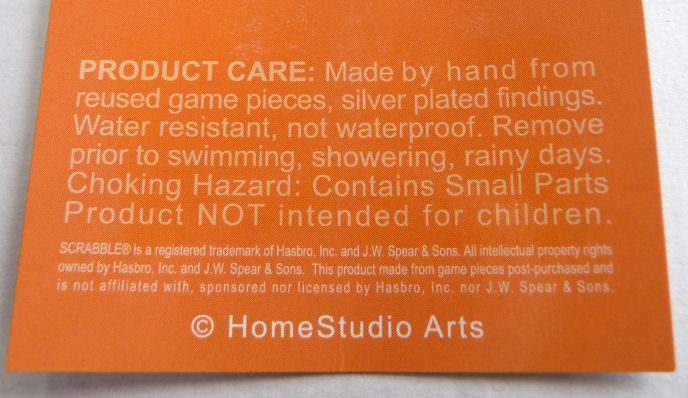 PRODUCT CARE: Made by hand from
reused game pieces, silver plated findings.
Water resistant, not waterproof. Remove
prior to swimming, showering, rainy days.
Choking Hazard: Contains Small Parts
Product NOT intended for children.
SCRABBLE® is a registered trademark of Hasbro, Inc. and J.W. Spear & Sons. All intellectual property rights
owned by Hasbro, Inc. and J.W. Spear & Sons. This product made from game pieces post-purchased and
is not affiliated with, sponsored nor licensed by Hasbro, Inc. nor J.W. Spear & Sons.
© HomeStudio Arts